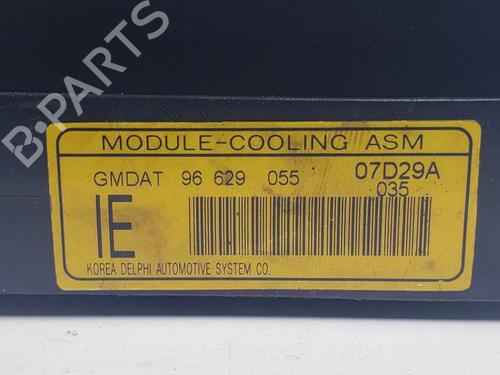 B-PARTS
MODULE-COOLING ASM
GMDAT 96 629 055 07D29A
035
IE
KOREA DELPHI AUTOMOTIVE SYSTEM CO.